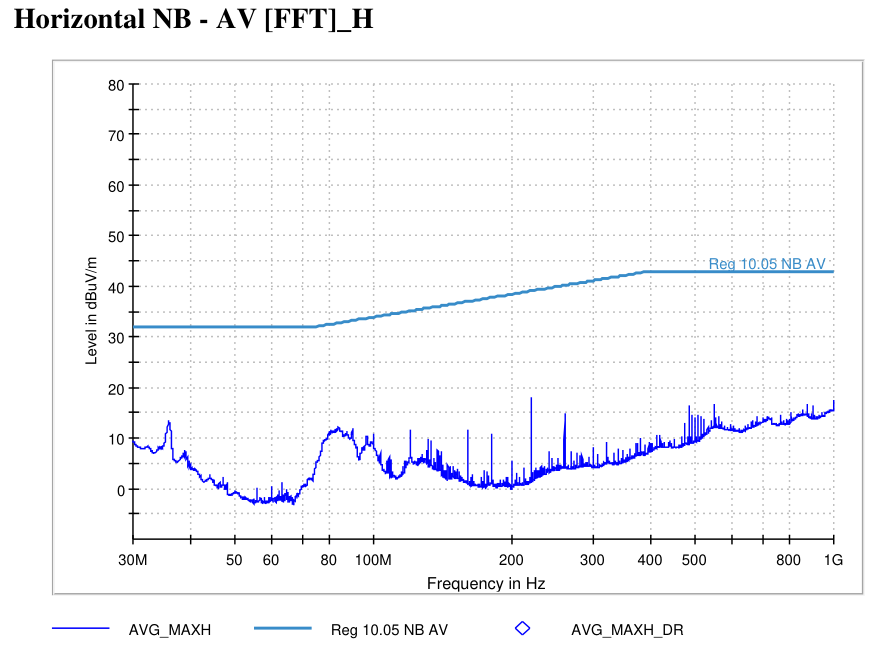 Horizontal NB - AV [FFT]_H
80
70
60
50
40
30
20
10
0
Level in dBuV/m
Reg 10.05 NB AV
30M 50 60 80 100M 200 300 400 500 800 1G
Frequency in Hz
AVG_MAXH Reg 10.05 NB AV AVG_MAXH_DR